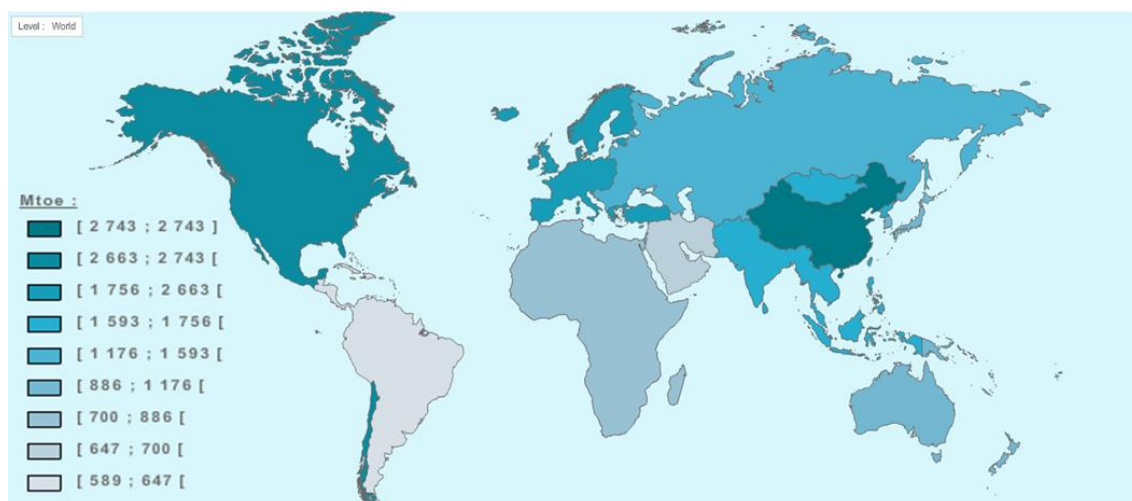 Level : World
Mtoe :
[ 2 743 ; 2 743 ]
[ 2 663 ; 2 743 [
[ 1 756 ; 2 663 [
[ 1 593 ; 1 756 [
[ 1 176 ; 1 593 [
[ 886 ; 1 176 [
[ 700 ; 886 [
[ 647 ; 700 [
[ 589 ; 647 [